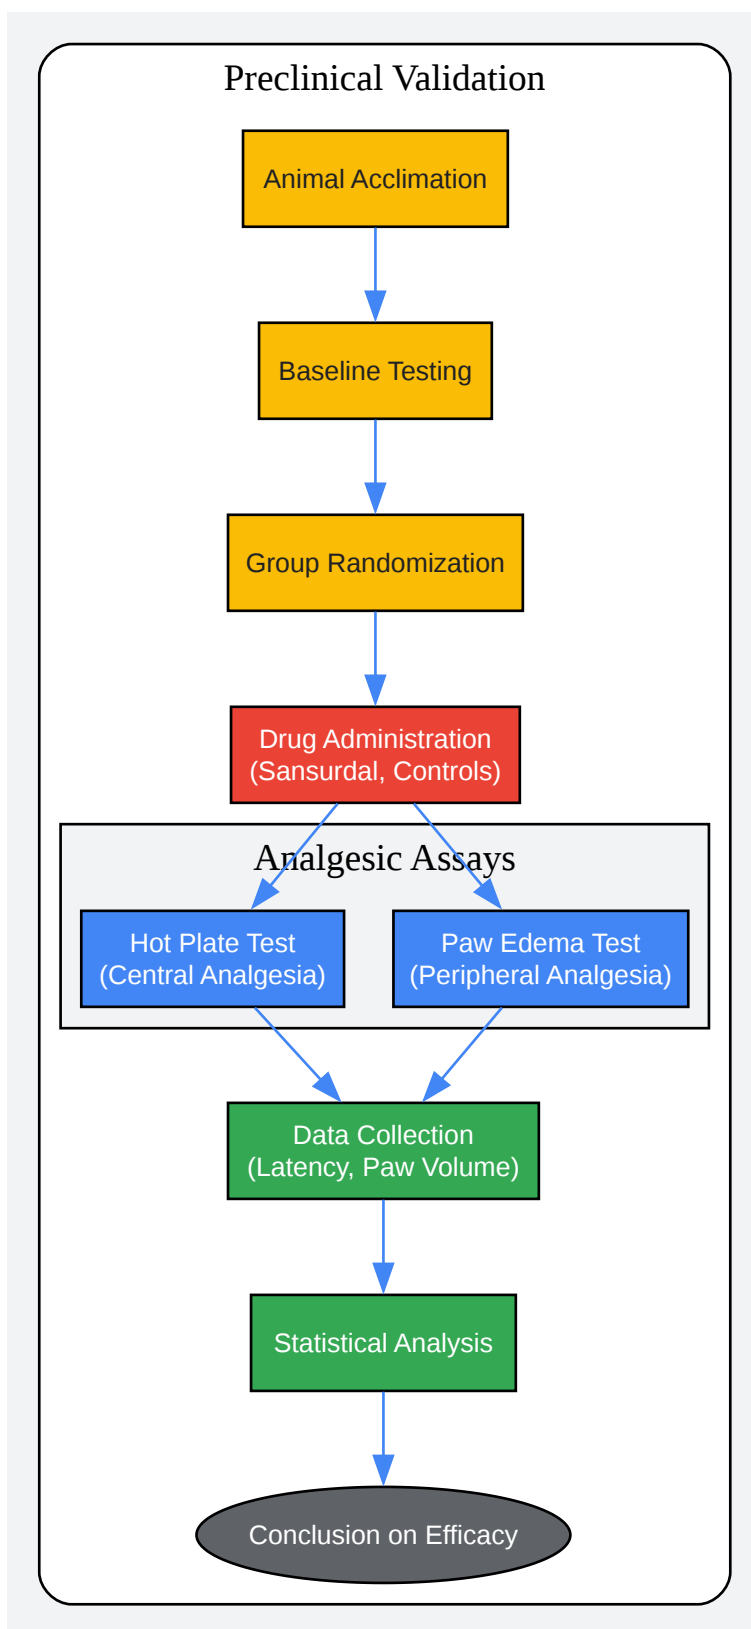 Preclinical Validation
Animal Acclimation
Baseline Testing
Group Randomization
Drug Administration
(Sansurdal, Controls)
Analgesic Assays
Hot Plate Test
(Central Analgesia)
Paw Edema Test
(Peripheral Analgesia)
Data Collection
(Latency, Paw Volume)
Statistical Analysis
Conclusion on Efficacy